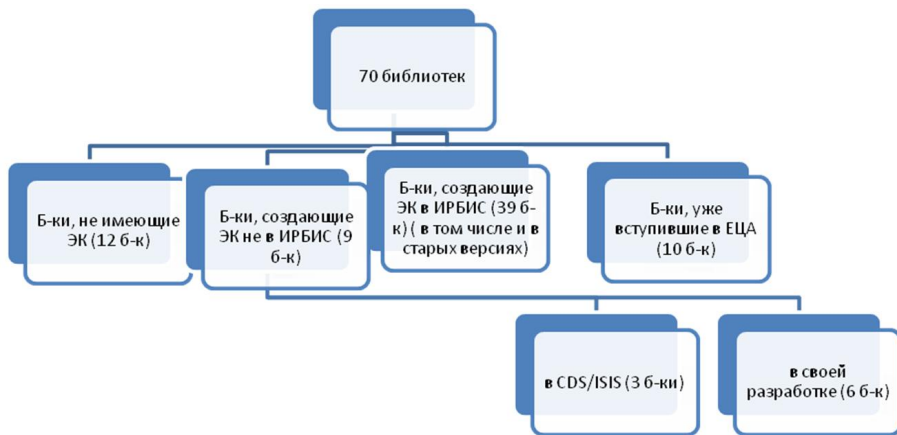 70 библиотек
Б-ки, не имеющие
ЭК (12 б-к)
Б-ки, создающие
ЭК не в ИРБИС (9
б-к)
Б-ки, создающие
ЭК в ИРБИС (39 б-
к) ( в том числе и в
старых версиях)
Б-ки, уже
вступившие в ЕЦА
(10 б-к)
в CDS/ISIS (3 б-ки)
в своей
разработке (6 б-к)